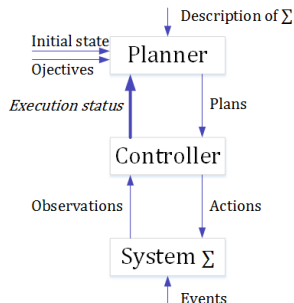 Description of Σ
Initial state
Ojectives
Planner
Execution status
Plans
Controller
Observations
Actions
System Σ
Events